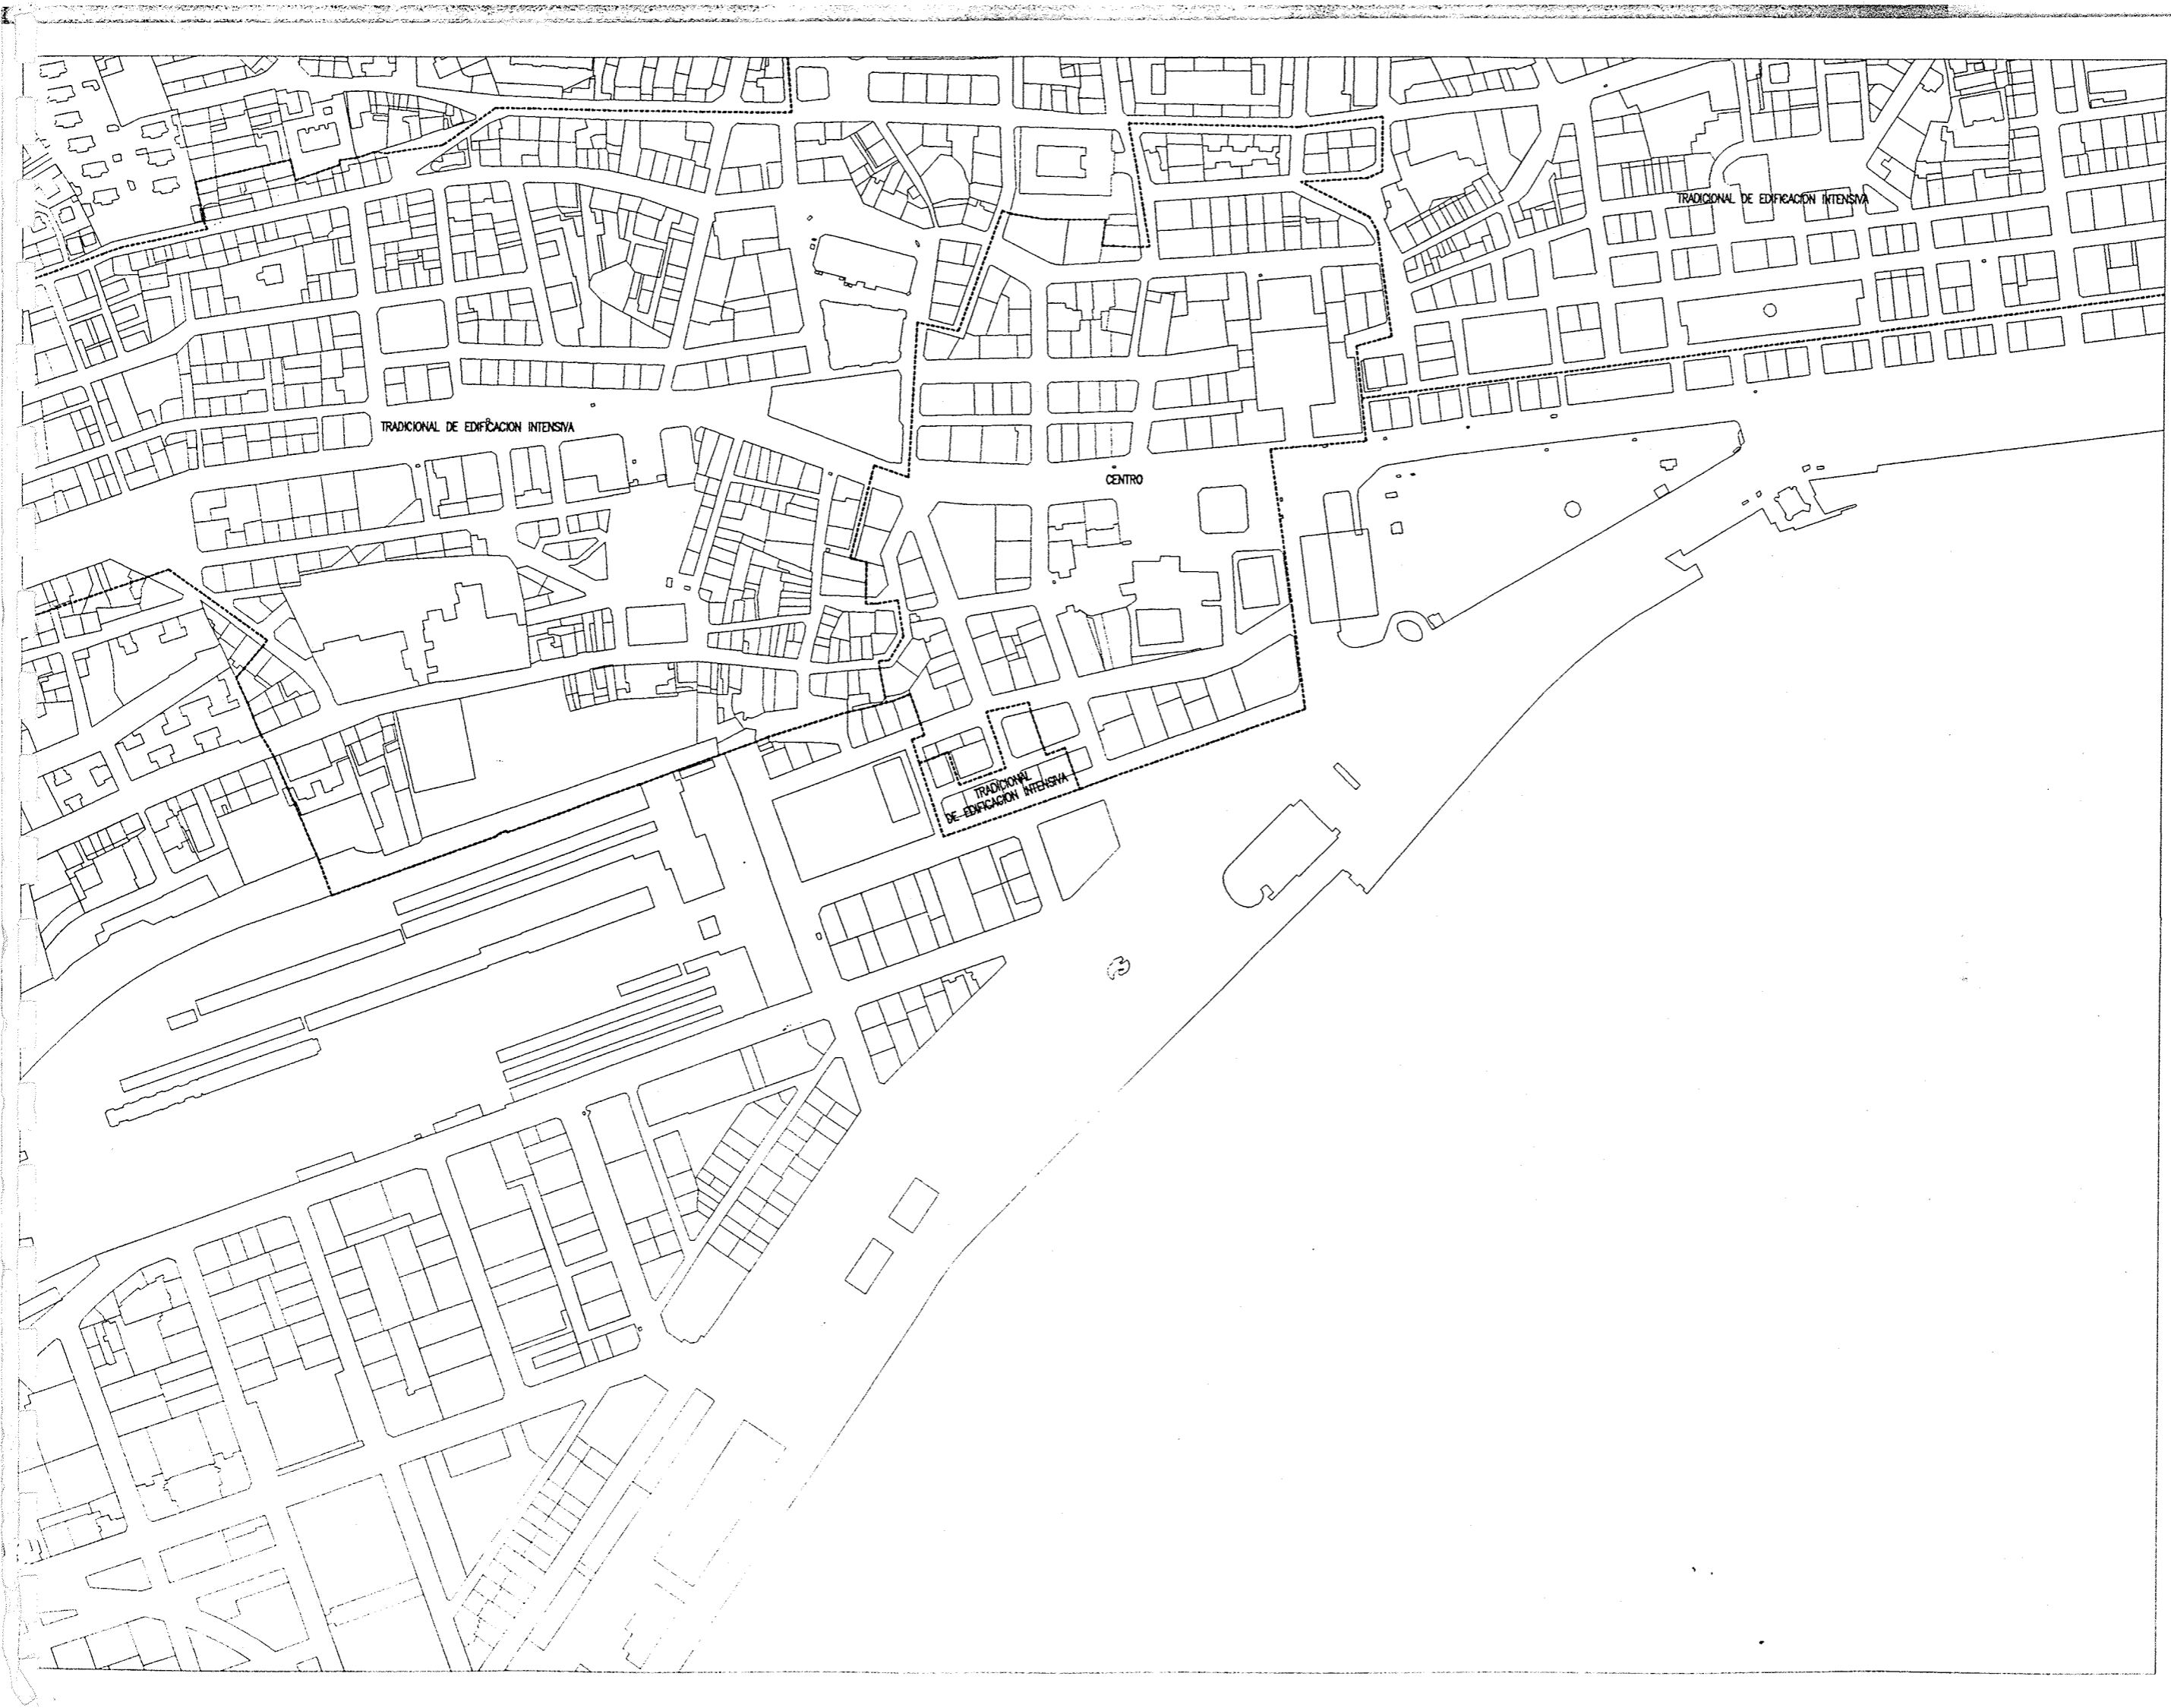 TRADICIONAL DE EDIFICACION INTENSIVA
TRADICIONAL DE EDIFICACION INTENSIVA
CENTRO
TRADICIONAL
DE EDIFICACION INTENSIVA